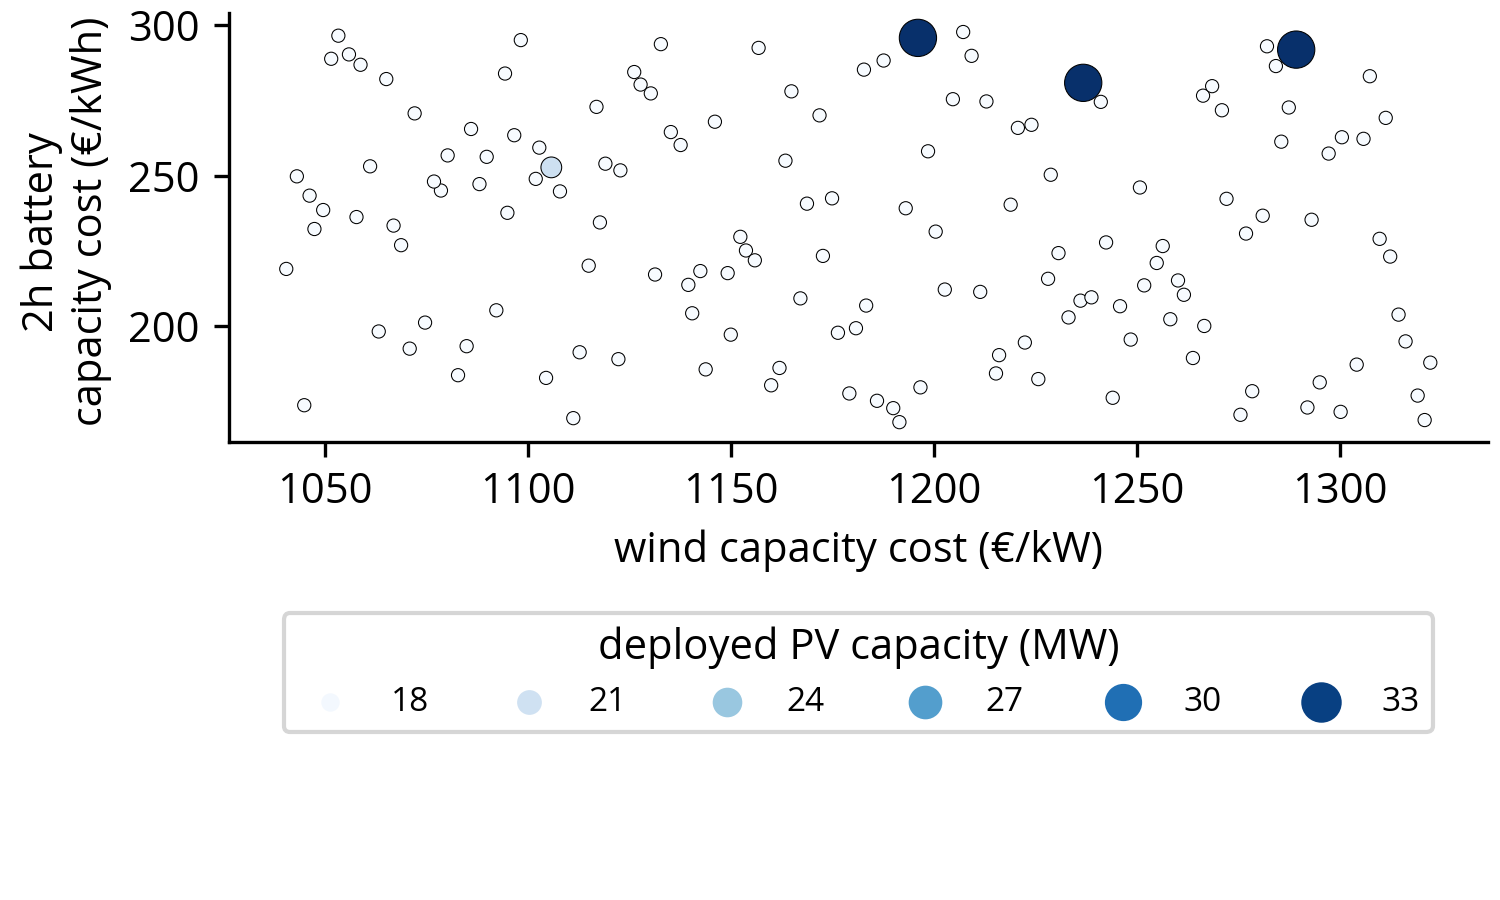 2h battery
capacity cost (€/kWh)
300
250
200
1050 1100 1150 1200 1250 1300
wind capacity cost (€/kW)
deployed PV capacity (MW)
18 21 24 27 30 33